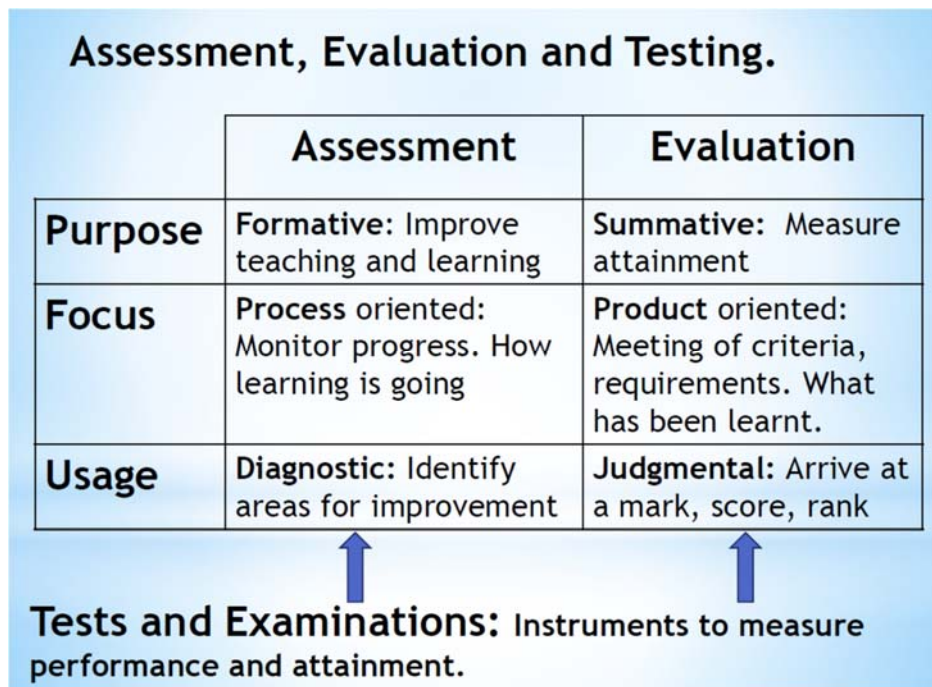 Assessment, Evaluation and Testing.
Assessment
Evaluation
Purpose
Formative: Improve
teaching and learning
Summative: Measure
attainment
Focus
Process oriented:
Monitor progress. How
learning is going
Product oriented:
Meeting of criteria,
requirements. What
has been learnt.
Usage
Diagnostic: Identify
areas for improvement
Judgmental: Arrive at
a mark, score, rank
Tests and Examinations: Instruments to measure
performance and attainment.